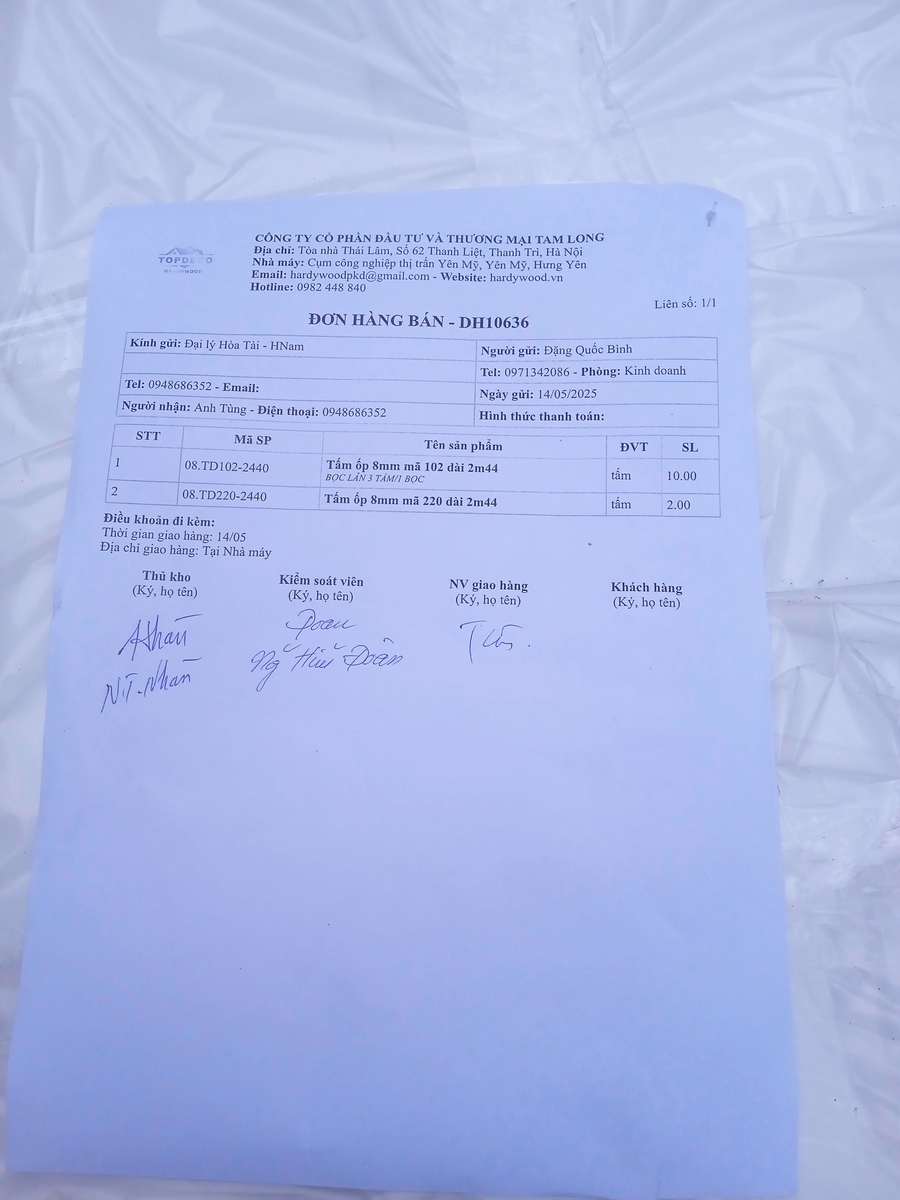 TOPDECO
HARDYWOOD
CÔNG TY CỔ PHẦN ĐẦU TƯ VÀ THƯƠNG MẠI TAM LONG
Địa chỉ: Tòa nhà Thái Lâm, Số 62 Thanh Liệt, Thanh Trì, Hà Nội
Nhà máy: Cụm công nghiệp thị trấn Yên Mỹ, Yên Mỹ, Hưng Yên
Email: hardywoodpkd@gmail.com - Website: hardywood.vn
Hotline: 0982 448 840
Liên số: 1/1
ĐƠN HÀNG BÁN - DH10636
Kính gửi: Đại lý Hòa Tài - HNam
Người gửi: Đặng Quốc Bình
Tel: 0971342086 - Phòng: Kinh doanh
Tel: 0948686352 - Email:
Ngày gửi: 14/05/2025
Người nhận: Anh Tùng - Điện thoại: 0948686352
Hình thức thanh toán:
STT Mã SP Tên sản phẩm ĐVT SL
1 08.TD102-2440 Tấm ốp 8mm mã 102 dài 2m44 tấm 10.00
BỌC LẦN 3 TẤM/1 BỌC
2 08.TD220-2440 Tấm ốp 8mm mã 220 dài 2m44 tấm 2.00
Điều khoản đi kèm:
Thời gian giao hàng: 14/05
Địa chỉ giao hàng: Tại Nhà máy
Thủ kho Kiểm soát viên NV giao hàng Khách hàng
(Ký, họ tên) (Ký, họ tên) (Ký, họ tên) (Ký, họ tên)
Nhàn Đoan
N.T.Nhàn Ng Hữu Đoàn